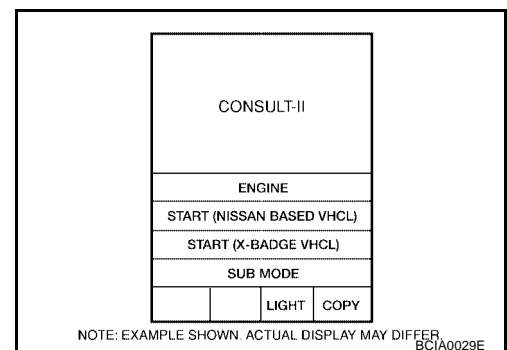 CONSULT-II
ENGINE
START (NISSAN BASED VHCL)
START (X-BADGE VHCL)
SUB MODE
LIGHT COPY
NOTE: EXAMPLE SHOWN. ACTUAL DISPLAY MAY DIFFER.
BCIA0029E